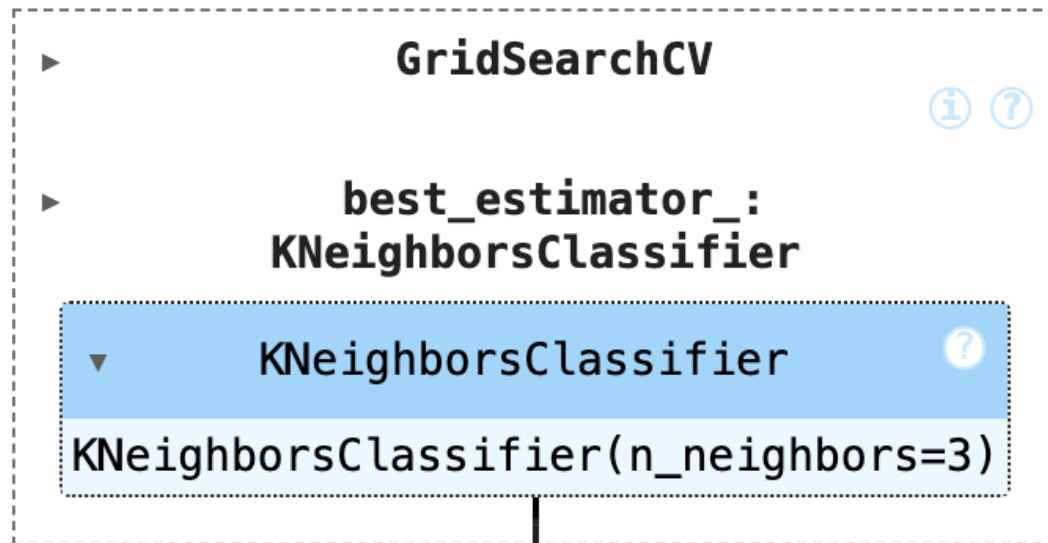 GridSearchCV
i ?
best_estimator_:
KNeighborsClassifier
KNeighborsClassifier ?
KNeighborsClassifier(n_neighbors=3)